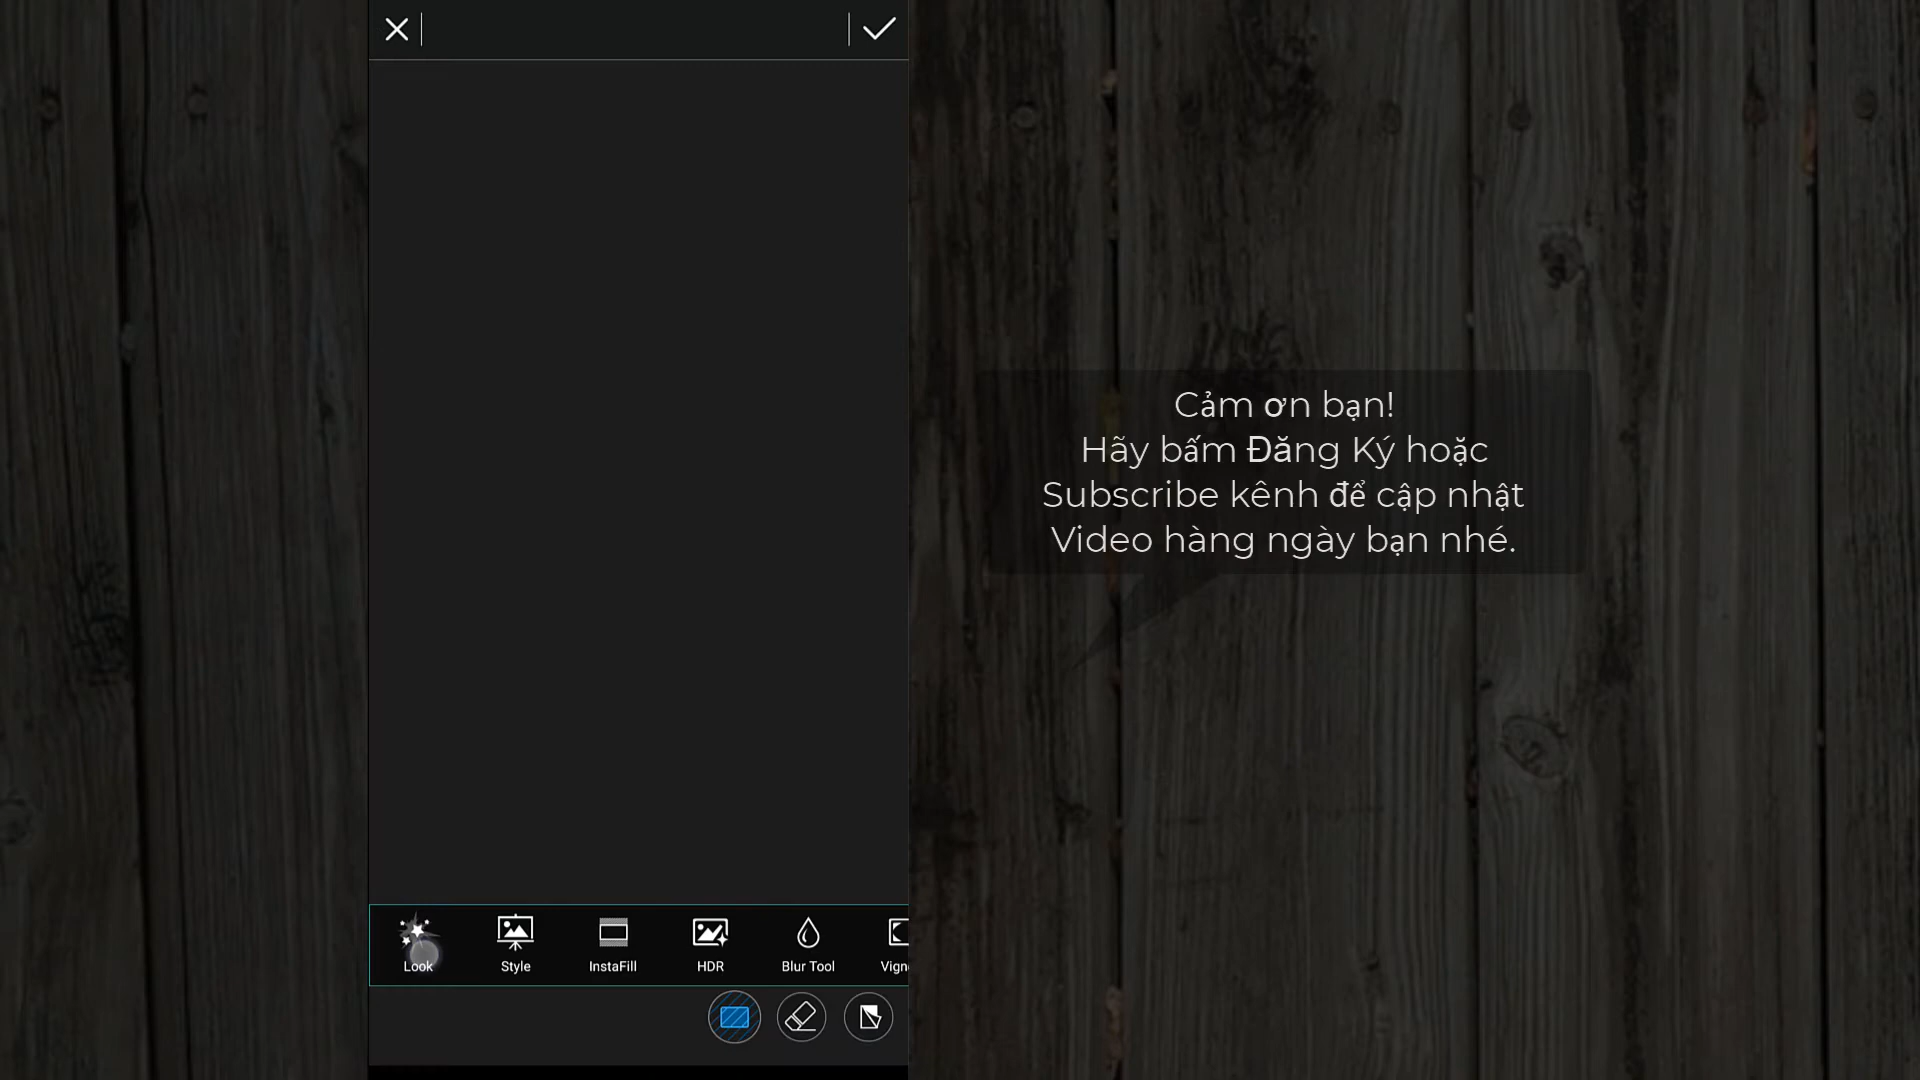 Cảm ơn bạn!
Hãy bấm Đăng Ký hoặc
Subscribe kênh để cập nhật
Video hàng ngày bạn nhé.
Look
Style
InstaFill
HDR
Blur Tool
Vign